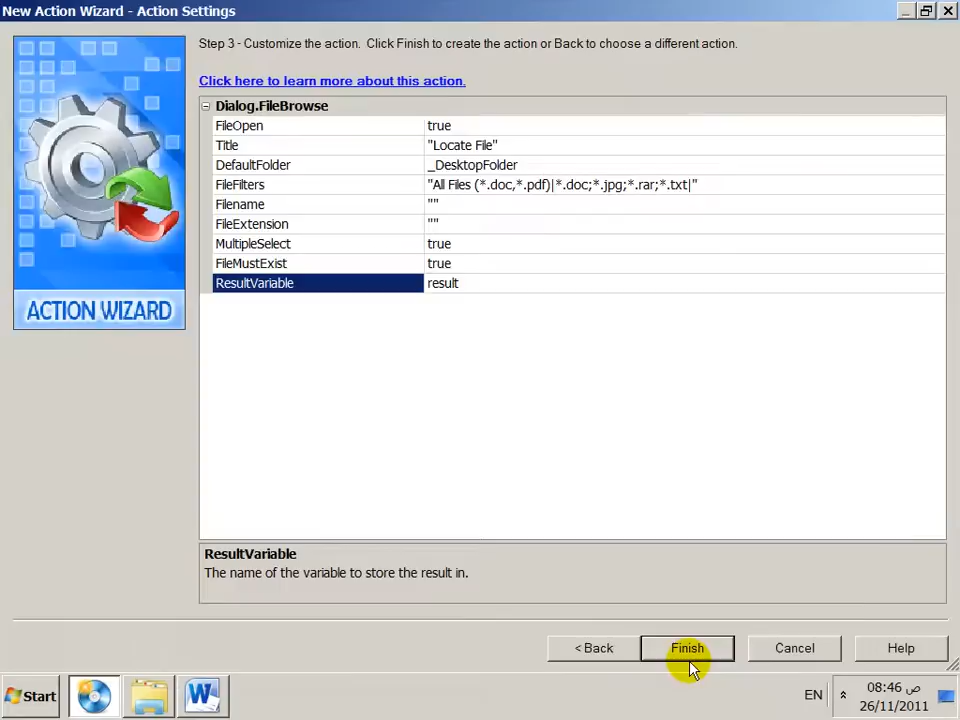 New Action Wizard - Action Settings
Step 3 - Customize the action. Click Finish to create the action or Back to choose a different action.
Click here to learn more about this action.
Dialog.FileBrowse
FileOpen true
Title "Locate File"
DefaultFolder _DesktopFolder
FileFilters "All Files (*.doc,*.pdf)|*.doc;*.jpg;*.rar;*.txt|"
Filename ""
FileExtension ""
MultipleSelect true
FileMustExist true
ResultVariable result
ACTION WIZARD
ResultVariable
The name of the variable to store the result in.
< Back Finish Cancel Help
Start EN 08:46 ص
26/11/2011